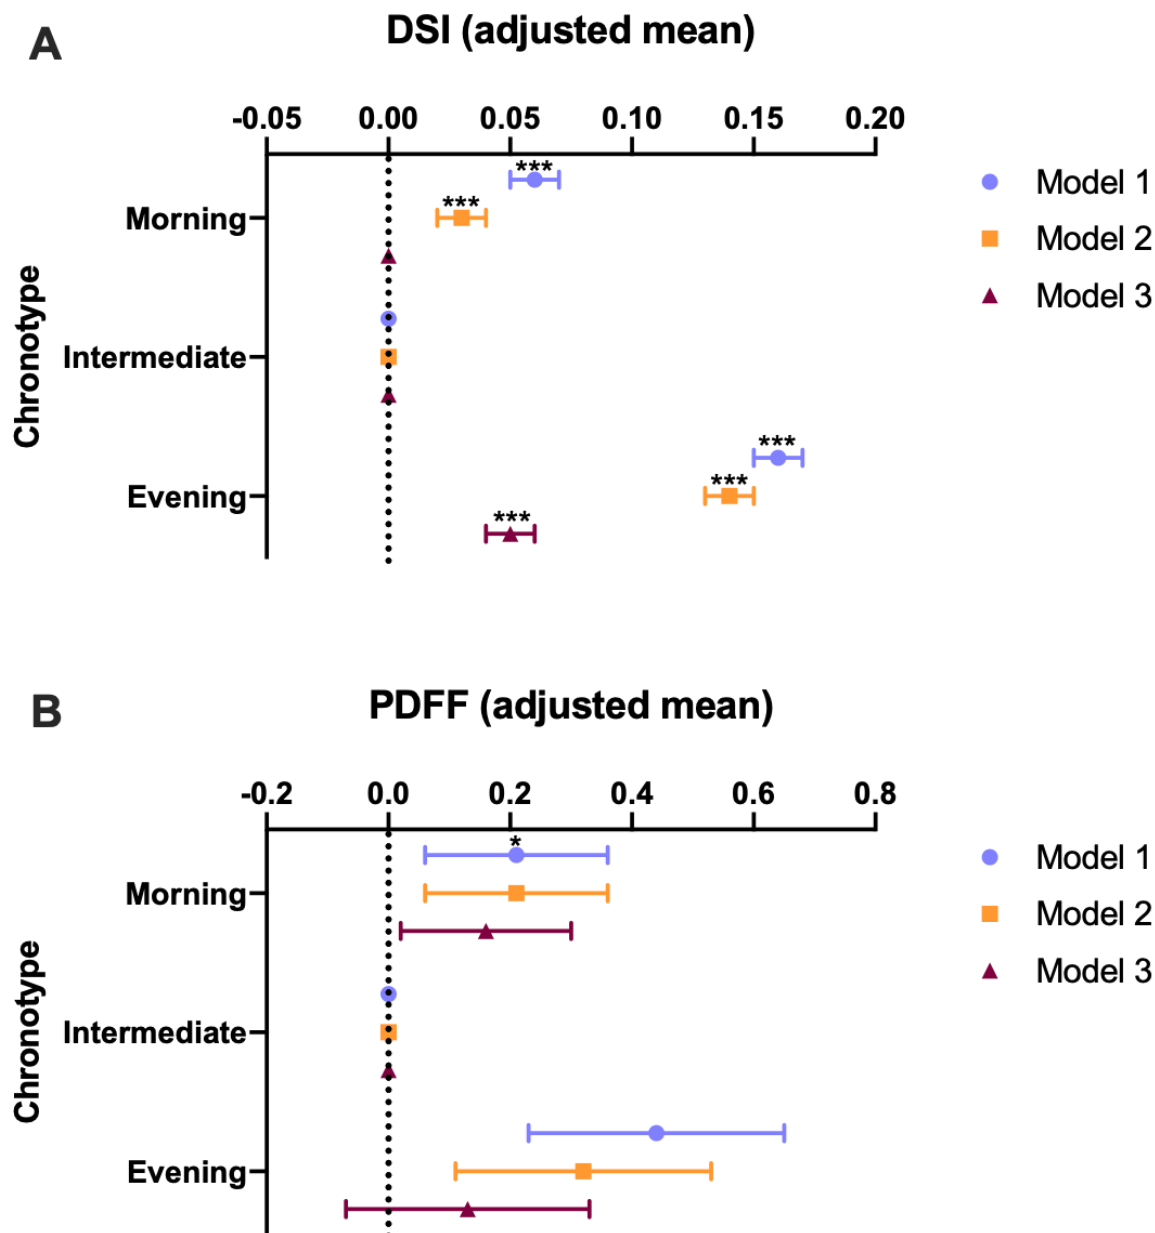 A
DSI (adjusted mean)
-0.05 0.00 0.05 0.10 0.15 0.20
***
Model 1
***
Morning
Model 2
Model 3
Chronotype
Intermediate
***
***
Evening
***
B
PDFF (adjusted mean)
-0.2 0.0 0.2 0.4 0.6 0.8
*
Model 1
Morning
Model 2
Model 3
Chronotype
Intermediate
Evening